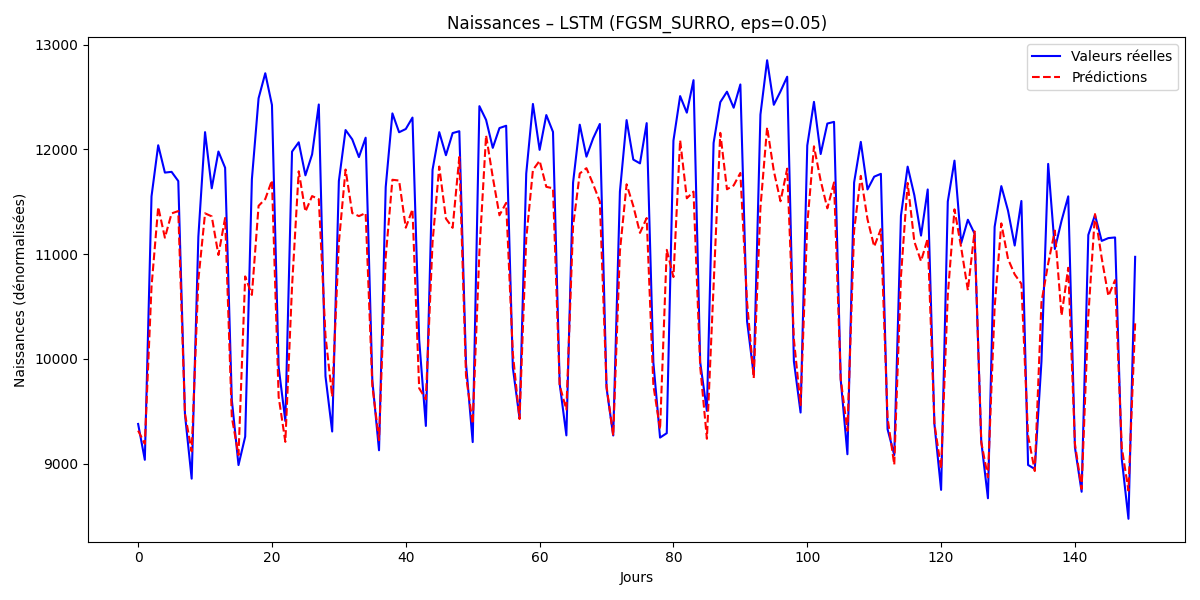 Naissances – LSTM (FGSM_SURRO, eps=0.05)
Valeurs réelles
Prédictions
Naissances (dénormalisées)
13000
12000
11000
10000
9000
0 20 40 60 80 100 120 140
Jours